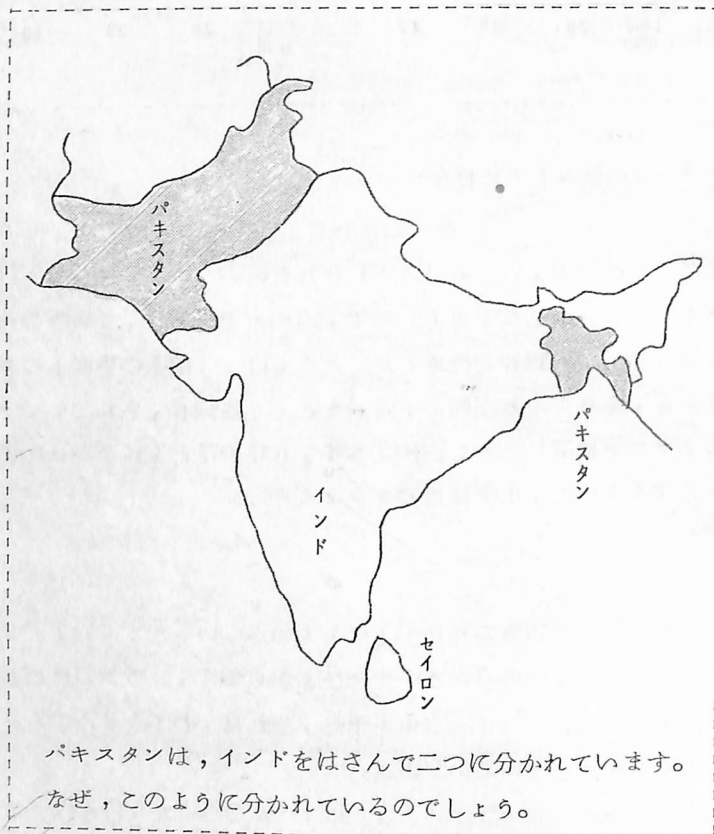 パキスタン
パキスタン
インド
セイロン
パキスタンは，インドをはさんで二つに分かれています。
なぜ，このように分かれているのでしょう。